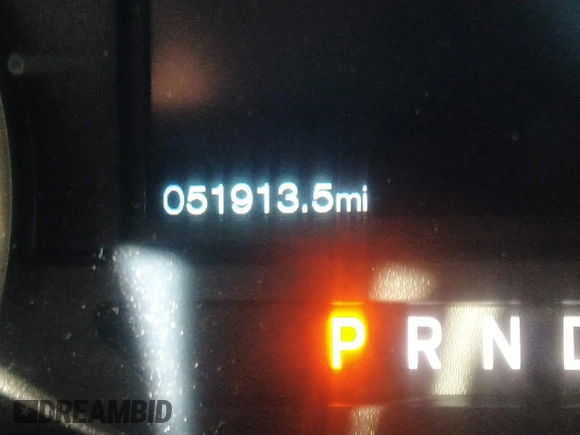 051913.5mi
P R N D
DREAMBID